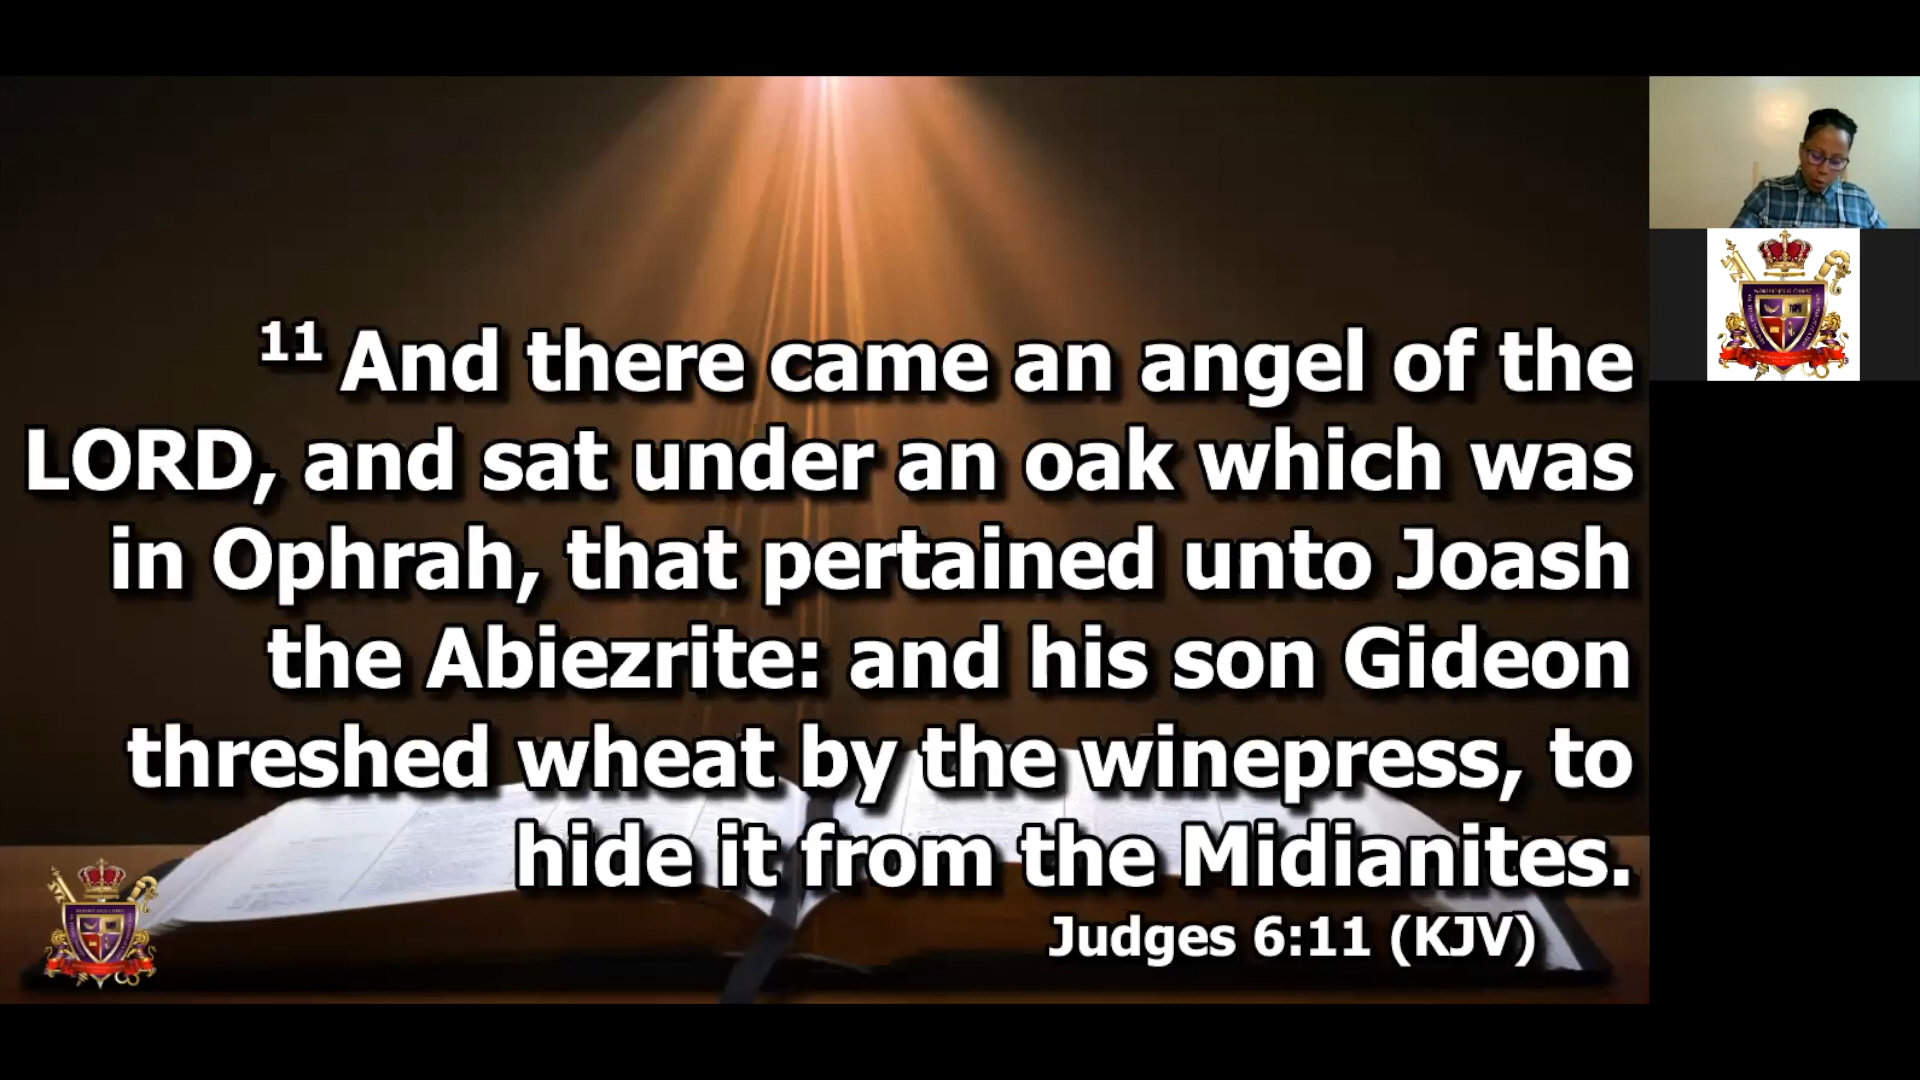 11 And there came an angel of the
LORD, and sat under an oak which was
in Ophrah, that pertained unto Joash
the Abiezrite: and his son Gideon
threshed wheat by the winepress, to
hide it from the Midianites.
Judges 6:11 (KJV)